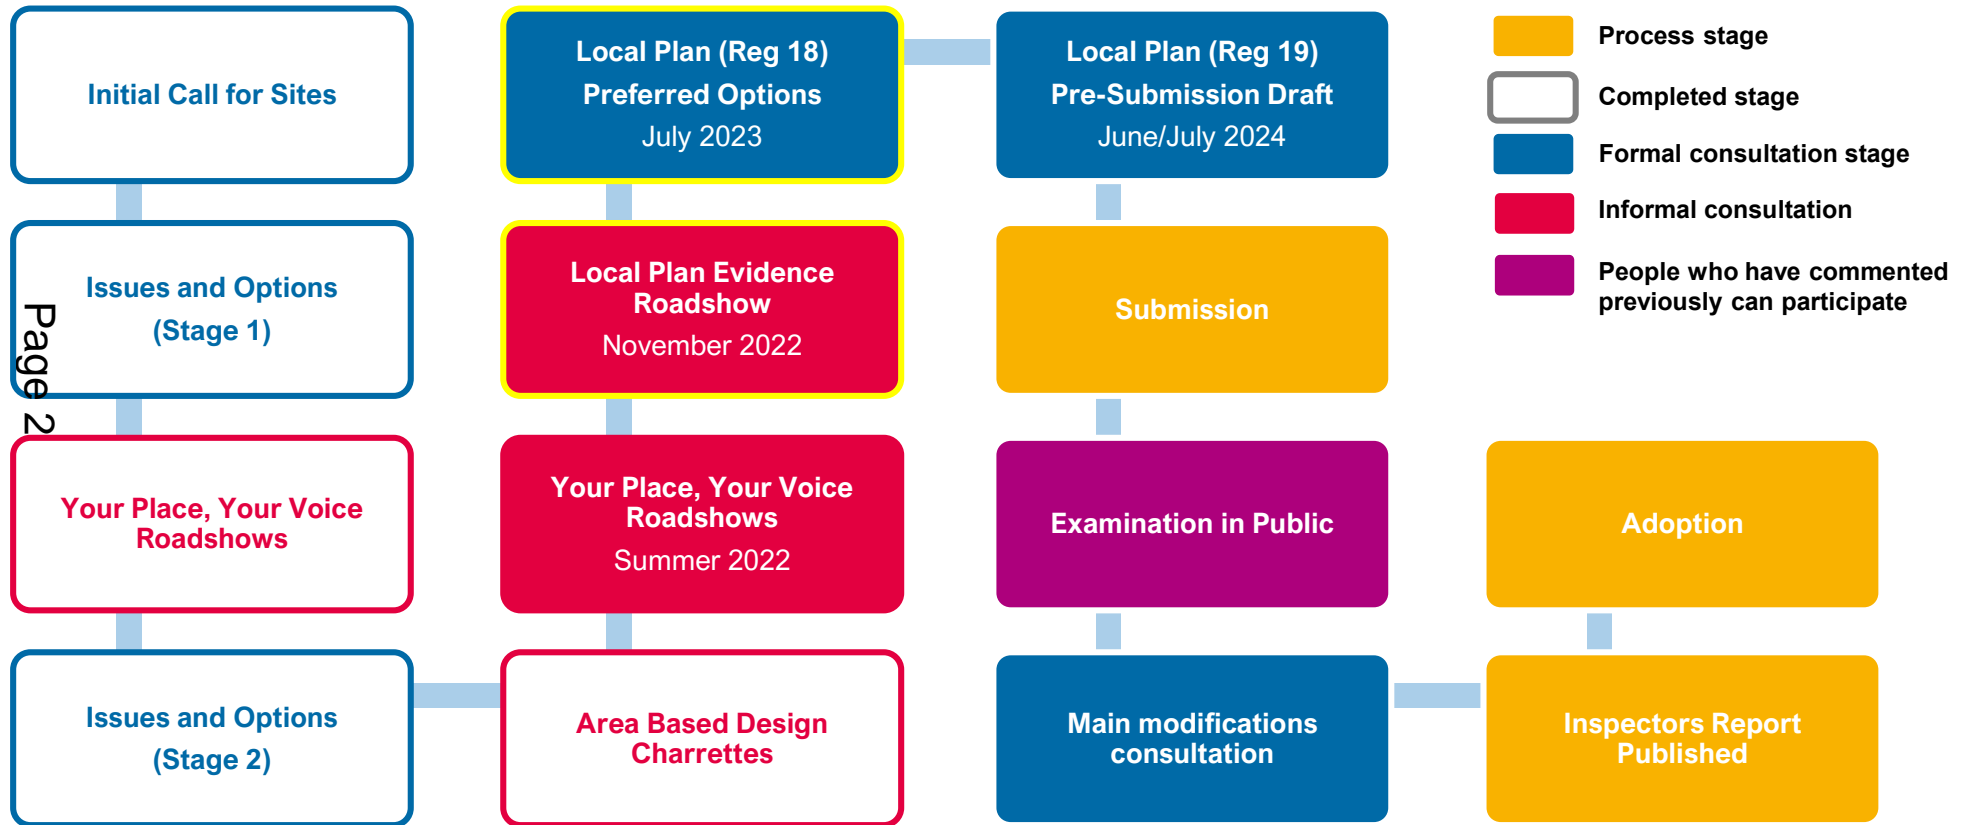 Initial Call for Sites
Issues and Options
(Stage 1)
Page 2
Your Place, Your Voice
Roadshows
Issues and Options
(Stage 2)
Area Based Design
Charrettes
Your Place, Your Voice
Roadshows
Summer 2022
Local Plan Evidence
Roadshow
November 2022
Local Plan (Reg 18)
Preferred Options
July 2023
Local Plan (Reg 19)
Pre-Submission Draft
June/July 2024
Submission
Examination in Public
Main modifications
consultation
Inspectors Report
Published
Adoption
Process stage
Completed stage
Formal consultation stage
Informal consultation
People who have commented
previously can participate